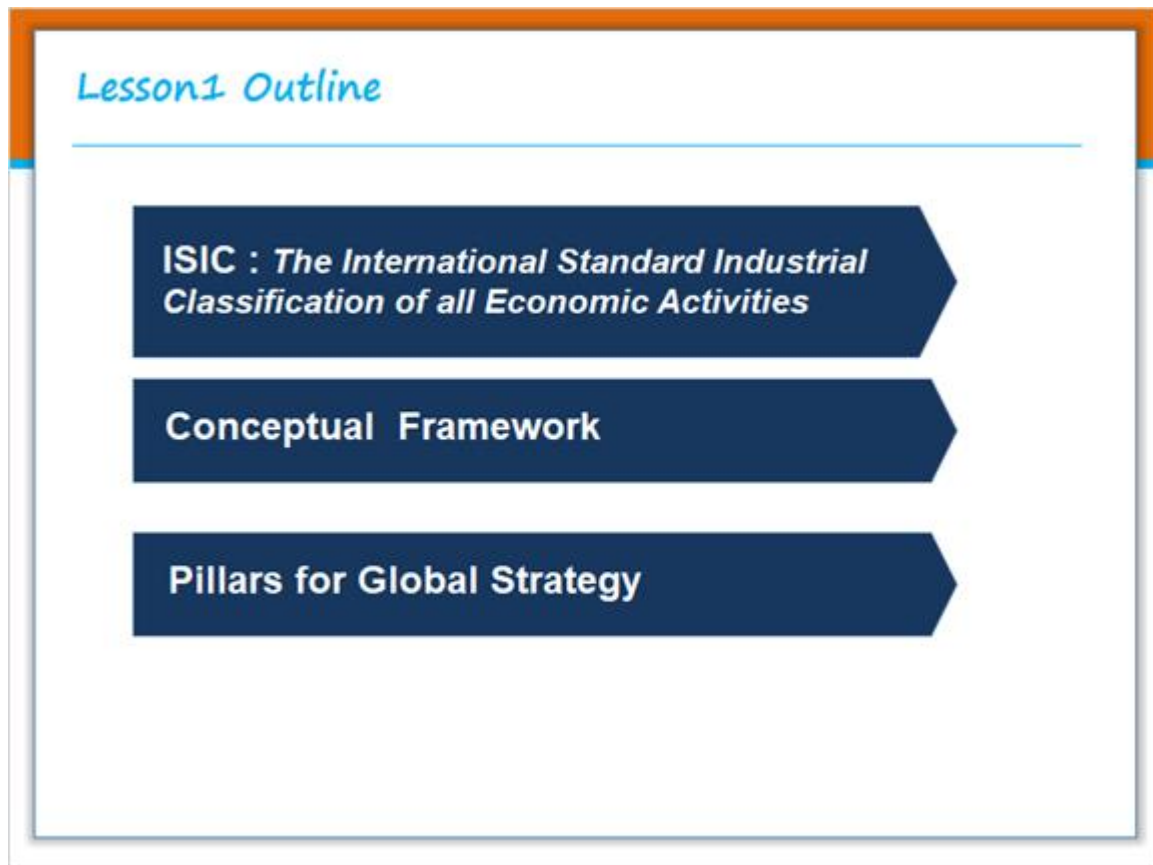 Lesson1 Outline
ISIC : The International Standard Industrial
Classification of all Economic Activities
Conceptual Framework
Pillars for Global Strategy